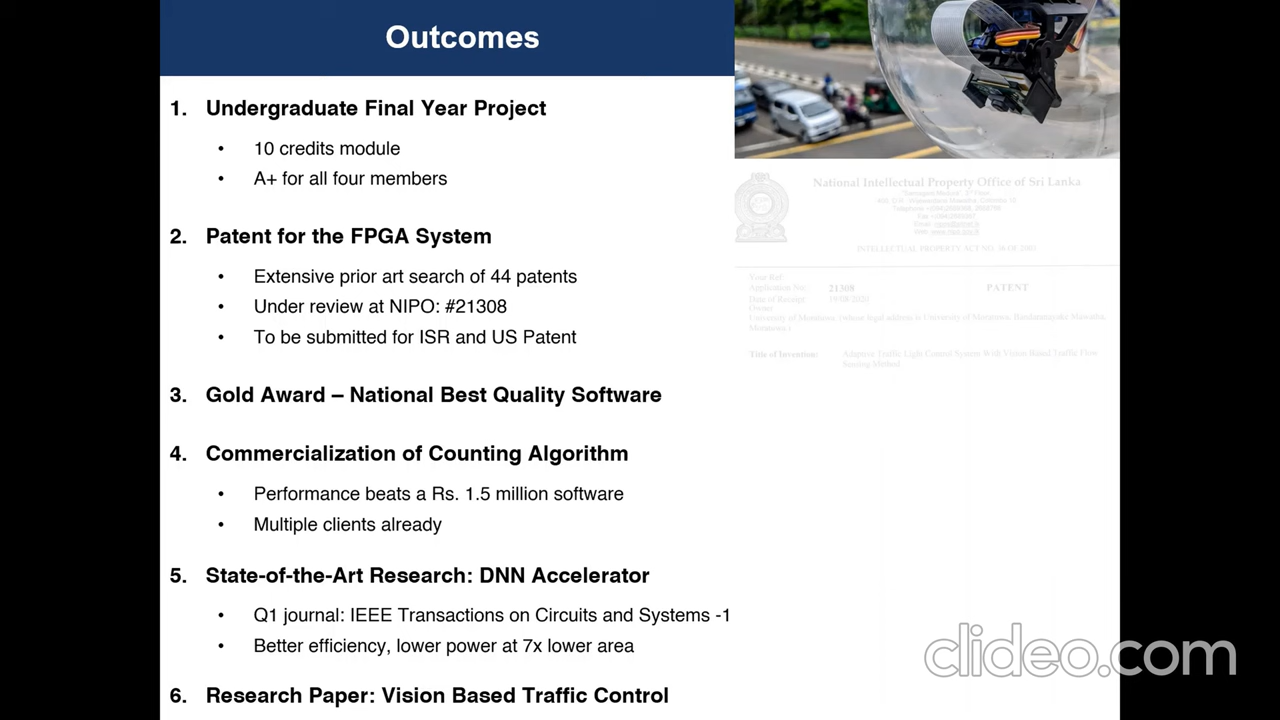 Outcomes
1. Undergraduate Final Year Project
• 10 credits module
• A+ for all four members
2. Patent for the FPGA System
• Extensive prior art search of 44 patents
• Under review at NIPO: #21308
• To be submitted for ISR and US Patent
3. Gold Award – National Best Quality Software
4. Commercialization of Counting Algorithm
• Performance beats a Rs. 1.5 million software
• Multiple clients already
5. State-of-the-Art Research: DNN Accelerator
• Q1 journal: IEEE Transactions on Circuits and Systems -1
• Better efficiency, lower power at 7x lower area
6. Research Paper: Vision Based Traffic Control
National Intellectual Property Office of Sri Lanka
INTELLECTUAL PROPERTY ACT NO. 36 OF
Your Ref:
Application No: 21308 PATENT
Date of Receipt 19/08/2020
Owner
University of Moratuwa, whose legal address is University of Moratuwa, Bandaranayake Mawatha,
Title of Invention: Adaptive Traffic Light Control System With Vision Based Traffic Flow
Sensing Method
clideo.com